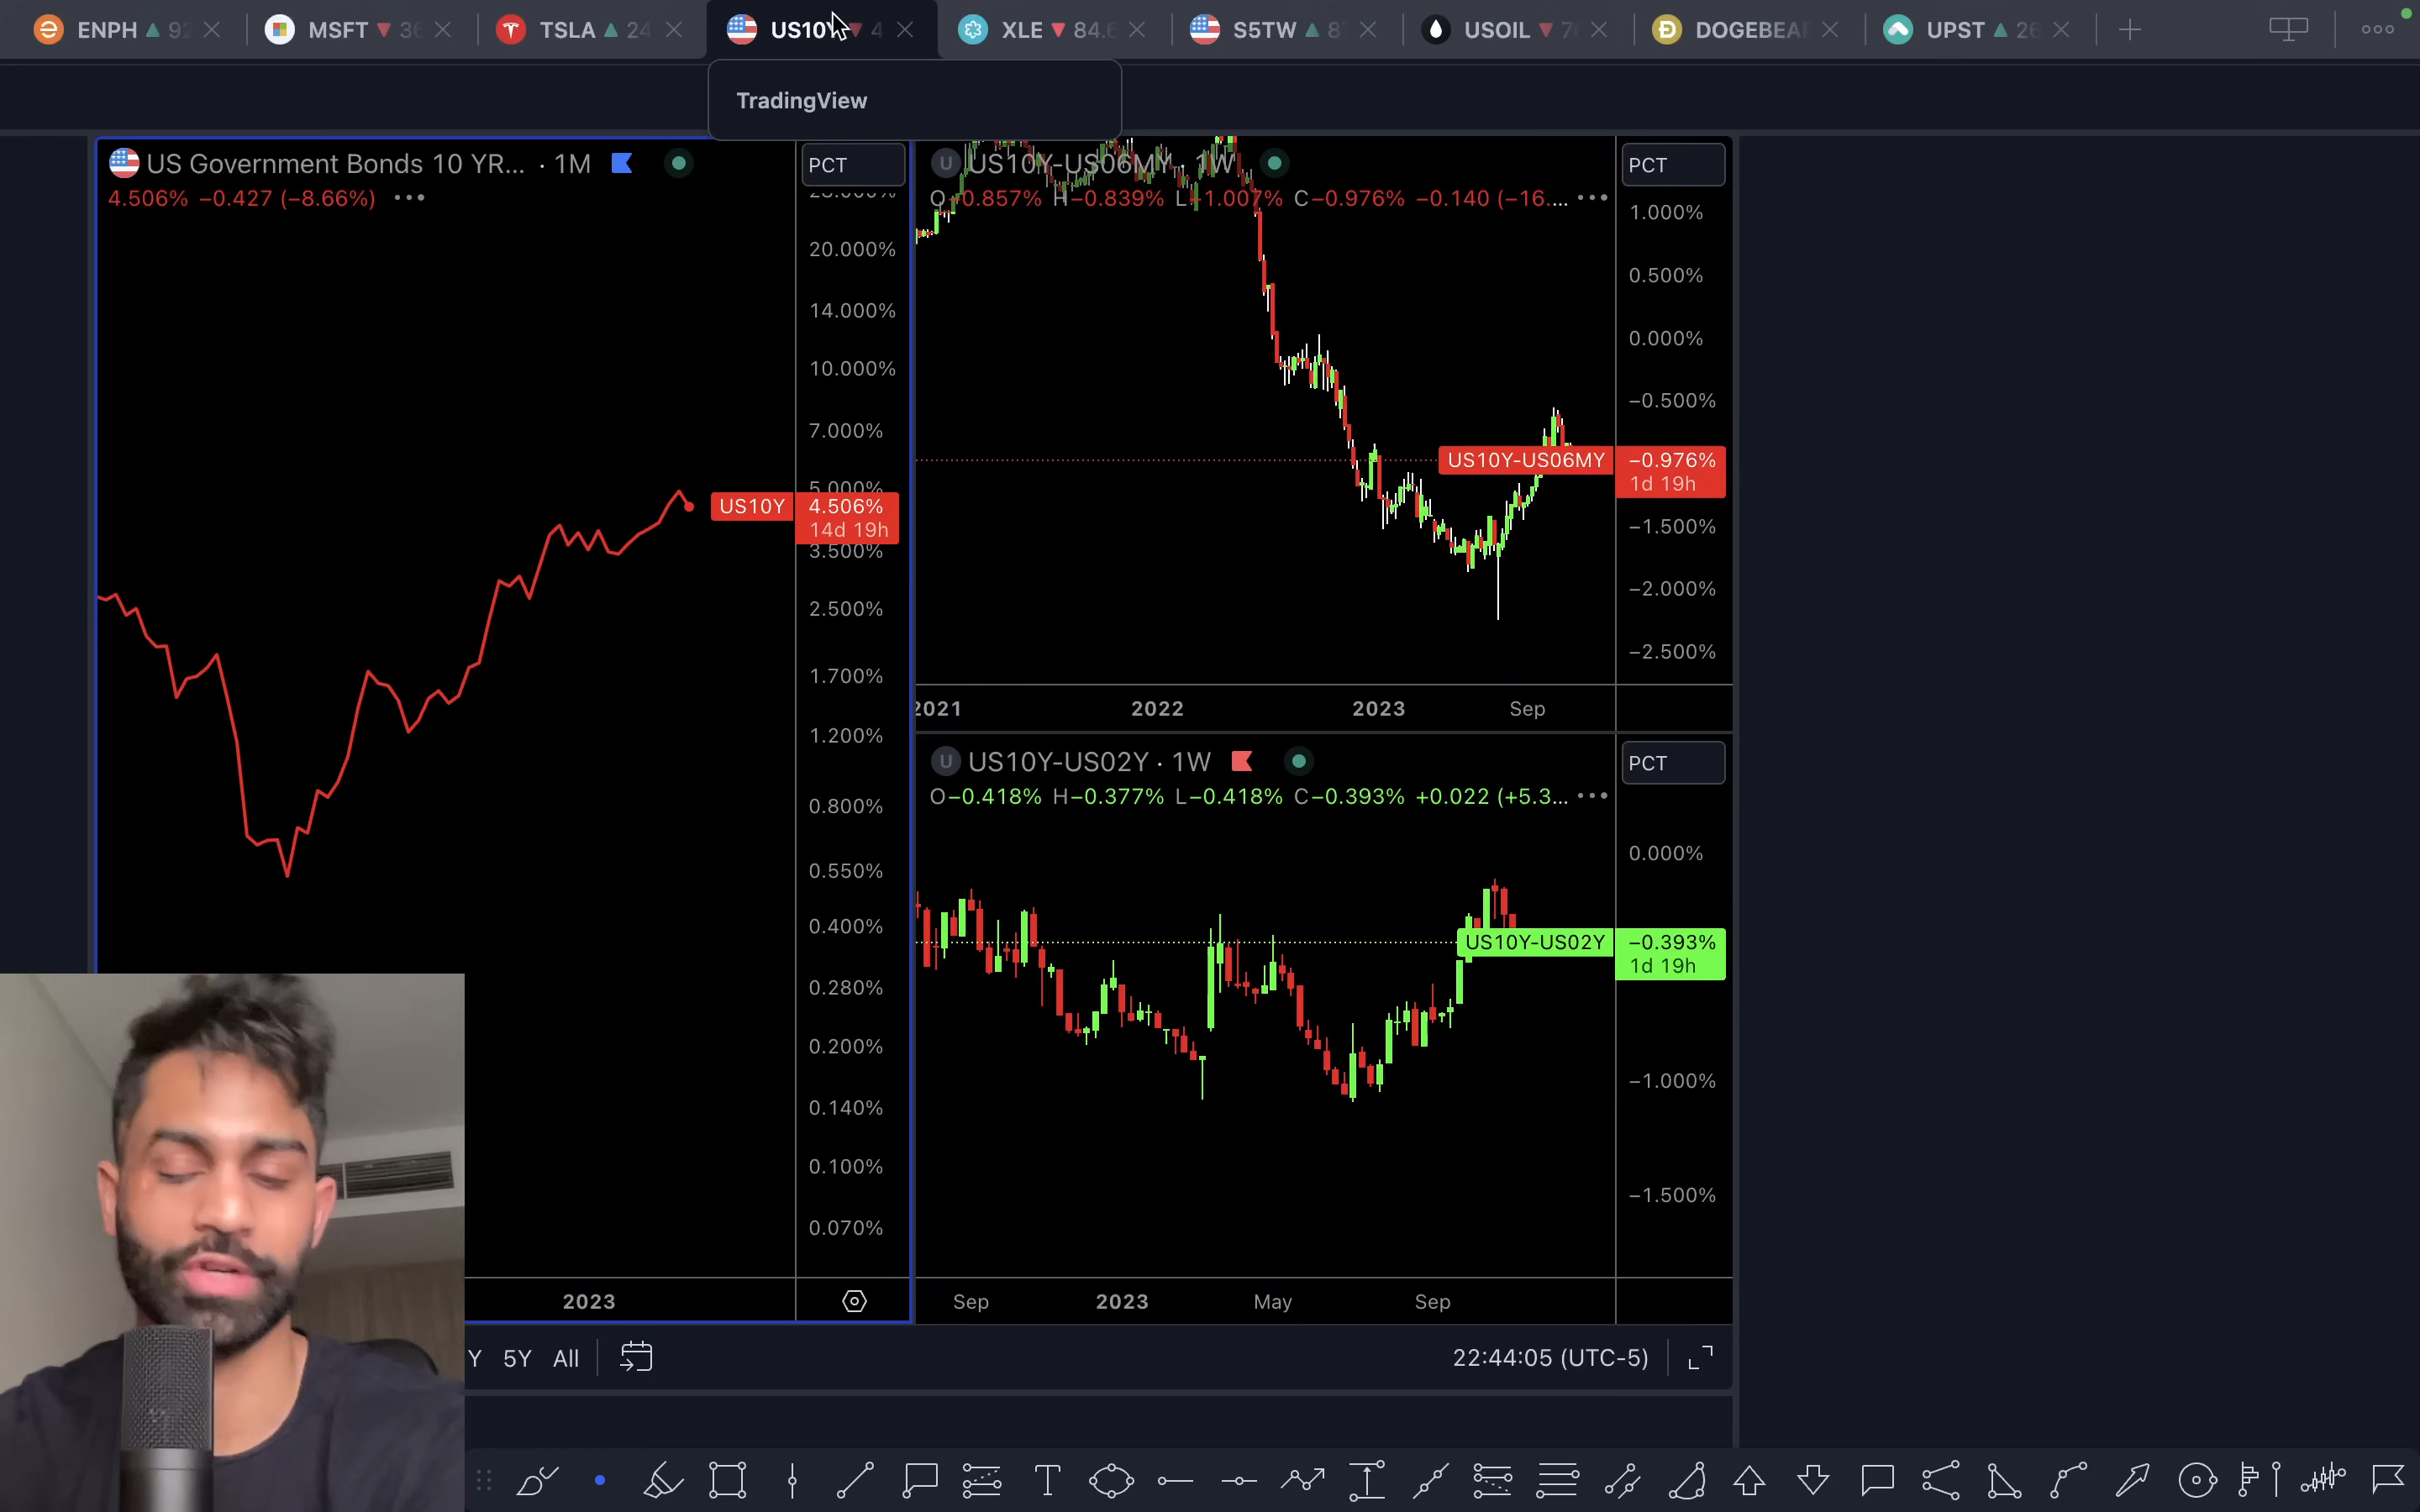 ENPH MSFT TSLA US10Y XLE 84.6 S5TW USOIL DOGEBEAR UPST
TradingView
US Government Bonds 10 YR... · 1M
4.506% −0.427 (−8.66%)
PCT
20.000%
14.000%
10.000%
7.000%
5.000%
US10Y 4.506%
14d 19h
3.500%
2.500%
1.700%
1.200%
0.800%
0.550%
0.400%
0.280%
0.200%
0.140%
0.100%
0.070%
2023
U US10Y-US06MY · 1W
O−0.857% H−0.839% L−1.007% C−0.976% −0.140 (−16....
PCT
1.000%
0.500%
0.000%
−0.500%
US10Y-US06MY −0.976%
1d 19h
−1.500%
−2.000%
−2.500%
2021 2022 2023 Sep
U US10Y-US02Y · 1W
O−0.418% H−0.377% L−0.418% C−0.393% +0.022 (+5.3...
PCT
0.000%
US10Y-US02Y −0.393%
1d 19h
−1.000%
−1.500%
Sep 2023 May Sep
Y 5Y All
22:44:05 (UTC-5)
T